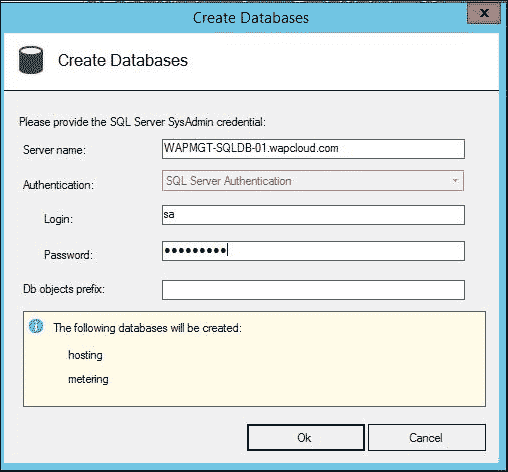 Create Databases
x
Create Databases
Please provide the SQL Server SysAdmin credential:
Server name: WAPMGT-SQLDB-01.wapcloud.com
Authentication: SQL Server Authentication
Login: sa
Password: ●●●●●●●●●
Db objects prefix:
The following databases will be created:
hosting
metering
Ok Cancel